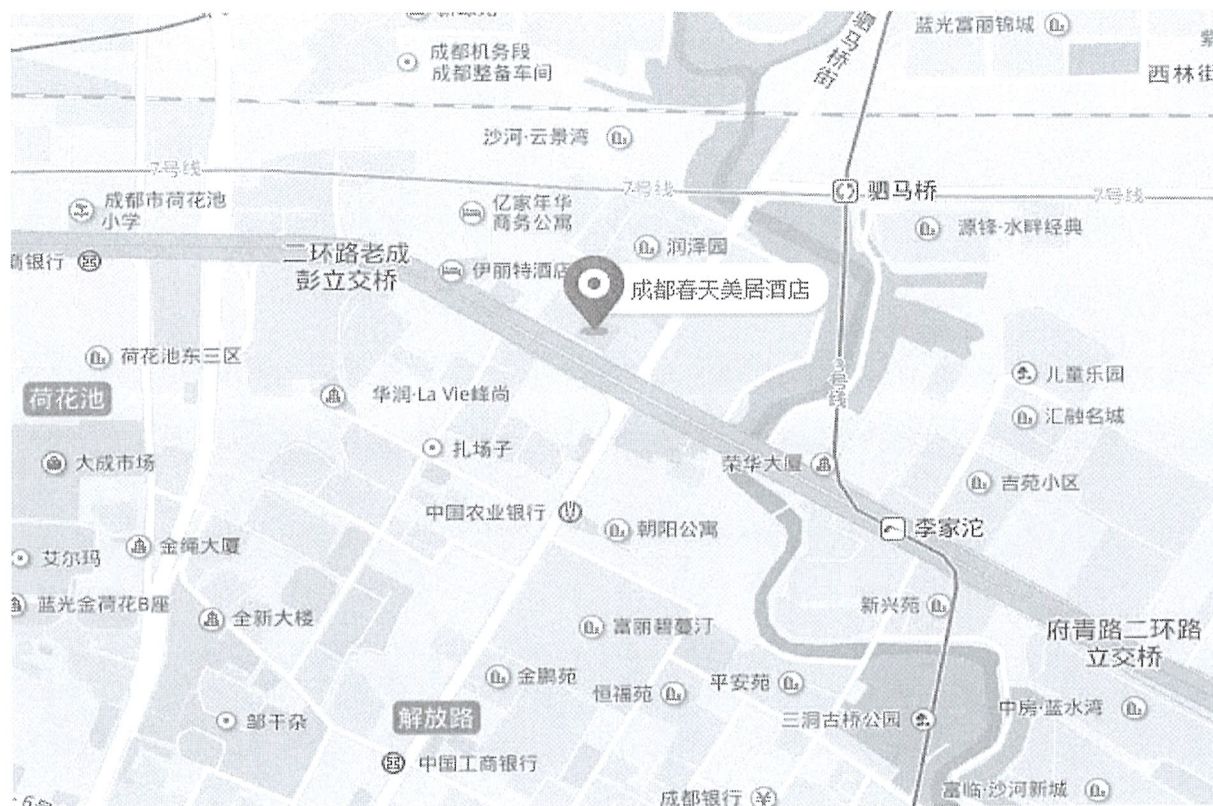 蓝光富丽锦城
驷马桥街
成都机务段
成都整备车间
西林街
沙河·云景湾
7号线
7号线
驷马桥
7号线
成都市荷花池
小学
亿家年华
商务公寓
源锋·水畔经典
润泽园
二环路老成
彭立交桥
商银行
伊丽特酒店
成都春天美居酒店
荷花池东三区
3号线
儿童乐园
荷花池
华润·La Vie峰尚
汇融名城
扎场子
大成市场
荣华大厦
吉苑小区
中国农业银行
朝阳公寓
李家沱
金绳大厦
艾尔玛
蓝光金荷花B座
全新大楼
新兴苑
富丽碧蔓汀
府青路二环路
立交桥
金鹏苑
恒福苑
平安苑
解放路
邹干杂
三洞古桥公园
中房·蓝水湾
中国工商银行
成都银行
富临·沙河新城